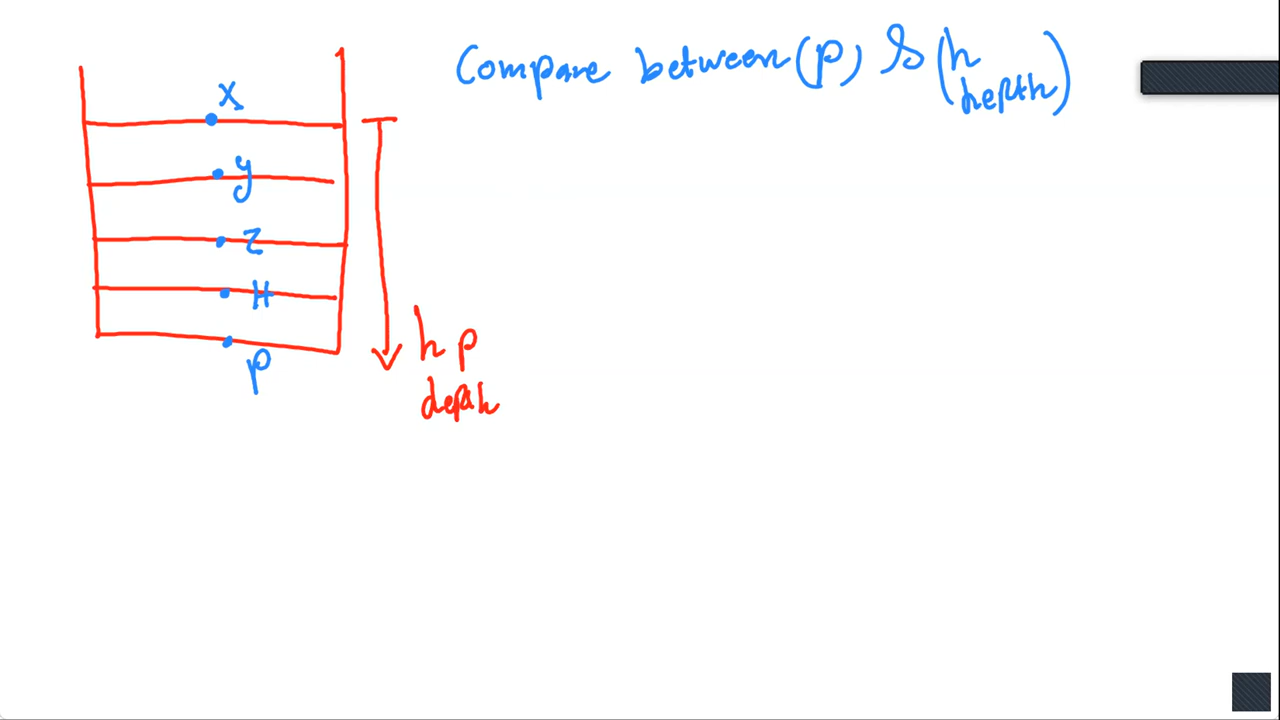 Compare between (p) & (h
depth)
X
y
z
H
p
h p
depth